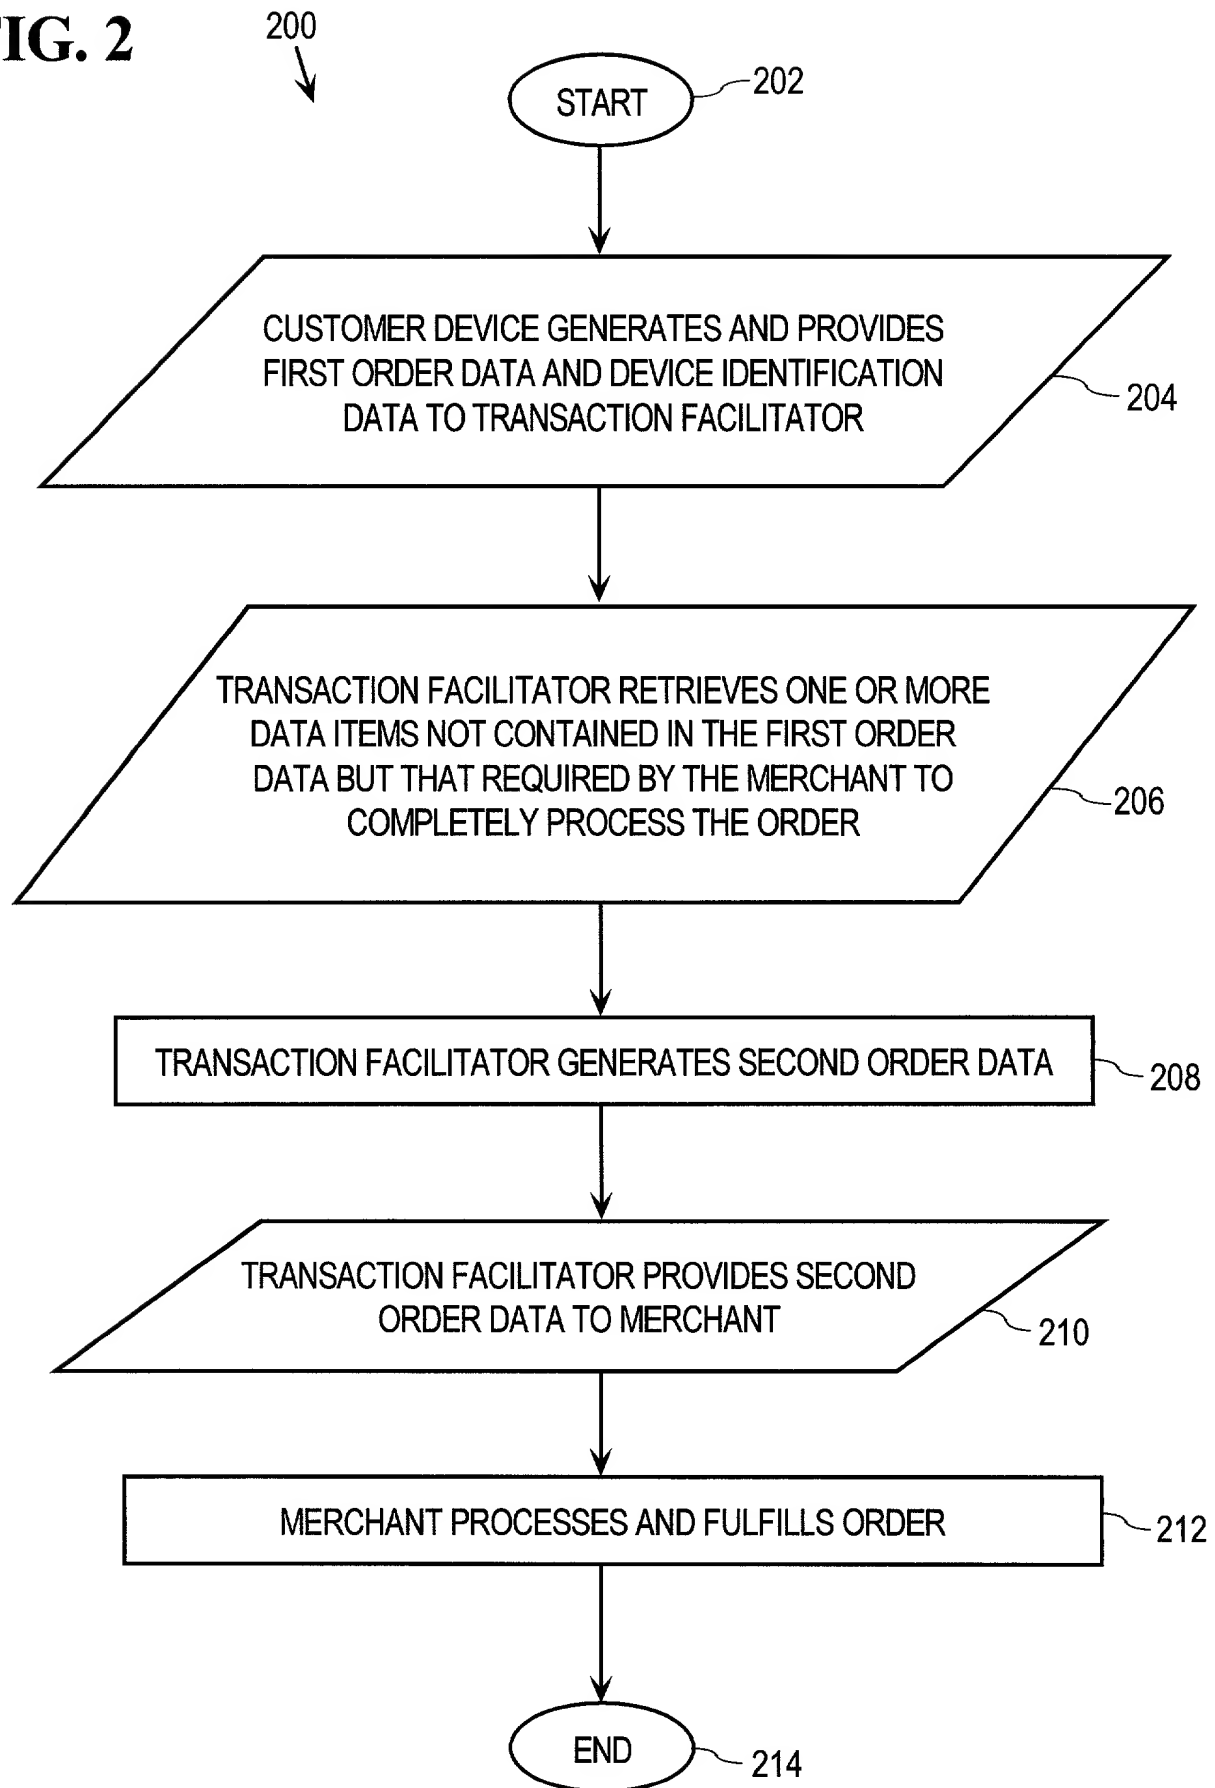 FIG. 2
200
START
202
CUSTOMER DEVICE GENERATES AND PROVIDES
FIRST ORDER DATA AND DEVICE IDENTIFICATION
DATA TO TRANSACTION FACILITATOR
204
TRANSACTION FACILITATOR RETRIEVES ONE OR MORE
DATA ITEMS NOT CONTAINED IN THE FIRST ORDER
DATA BUT THAT REQUIRED BY THE MERCHANT TO
COMPLETELY PROCESS THE ORDER
206
TRANSACTION FACILITATOR GENERATES SECOND ORDER DATA
208
TRANSACTION FACILITATOR PROVIDES SECOND
ORDER DATA TO MERCHANT
210
MERCHANT PROCESSES AND FULFILLS ORDER
212
END
214